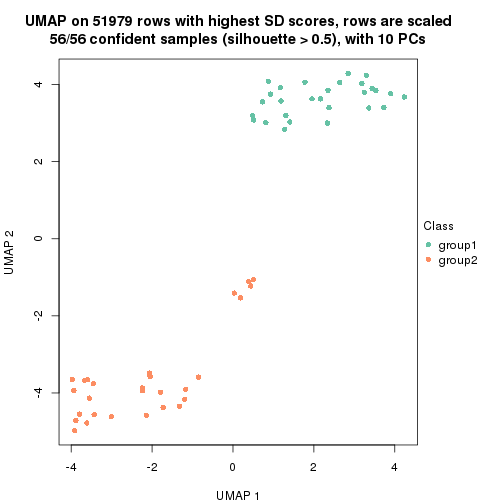 UMAP on 51979 rows with highest SD scores, rows are scaled
56/56 confident samples (silhouette > 0.5), with 10 PCs
4
2
0
-2
-4
UMAP 2
-4
-2
0
2
4
UMAP 1
Class
group1
group2